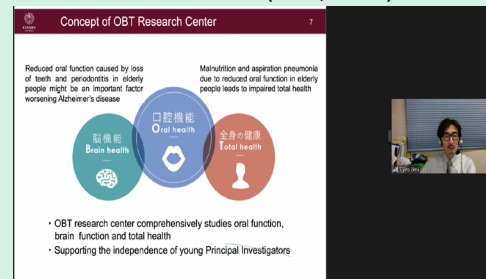 Concept of OBT Research Center
7
Reduced oral function caused by loss
of teeth and periodontitis in elderly
people might be an important factor
worsening Alzheimer's disease
Malnutrition and aspiration pneumonia
due to reduced oral function in elderly
people leads to impaired total health
口腔機能
Oral health
脳機能
Brain health
全身の健康
Total health
• OBT research center comprehensively studies oral function,
brain function and total health
• Supporting the independence of young Principal Investigators
Eijiro Jimi